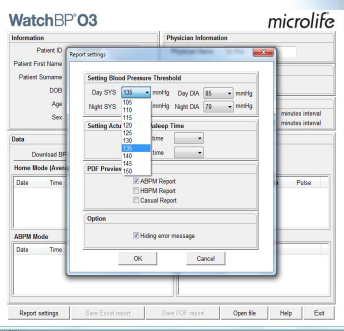 WatchBP®O3
microlife
Information
Physician Information
Patient ID
Patient First Name
Patient Surname
DOB
Age
Sex
minutes interval
minutes interval
Data
Download BP
Home Mode (Avera
Date Time
Pulse
ABPM Mode
Date Time
Report settings
Setting Blood Pressure Threshold
Day SYS 135 mmHg Day DIA 85 mmHg
Night SYS mmHg Night DIA 70 mmHg
105
110
115
120
125
130
135
140
145
150
Setting Actu
sleep Time
time
time
PDF Preview
ABPM Report
HBPM Report
Casual Report
Option
Hiding error message
OK Cancel
Report settings Save Excel report Save PDF report Open file Help Exit